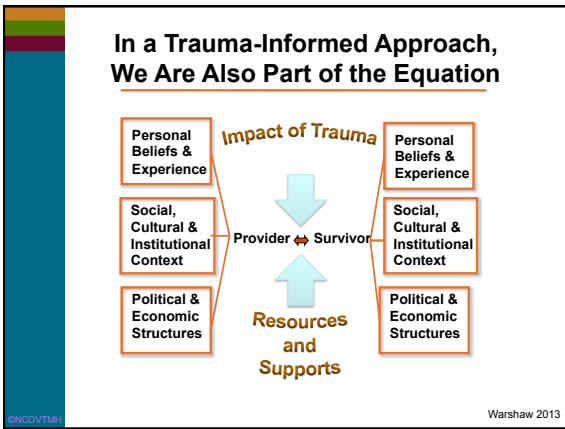 In a Trauma-Informed Approach,
We Are Also Part of the Equation
Impact of Trauma
Personal
Beliefs &
Experience
Social,
Cultural &
Institutional
Context
Political &
Economic
Structures
Provider ⇔ Survivor
Personal
Beliefs &
Experience
Social,
Cultural &
Institutional
Context
Political &
Economic
Structures
Resources
and
Supports
©NCDVTMH
Warshaw 2013